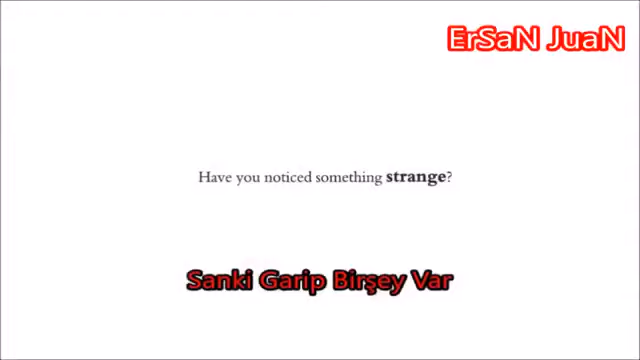 ErSaN JuaN
Have you noticed something strange?
Sanki Garip Birşey Var